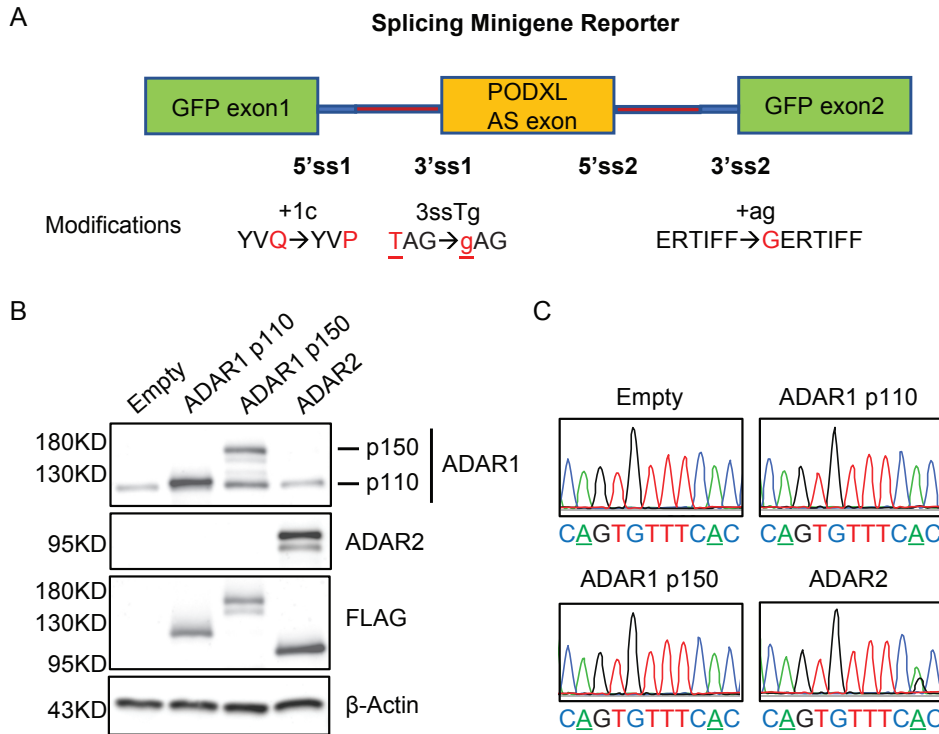 A
Splicing Minigene Reporter
GFP exon1
PODXL
AS exon
GFP exon2
5’ss1 3’ss1 5’ss2 3’ss2
Modifications
+1c 3ssTg +ag
YVQ→YVP TAG→gAG ERTIFF→GERTIFF
B
Empty
ADAR1 p110
ADAR1 p150
ADAR2
180KD
130KD
p150
p110
ADAR1
95KD
ADAR2
180KD
130KD
95KD
FLAG
43KD
β-Actin
C
Empty
CAGTGTTTCAC
ADAR1 p110
CAGTGTTTCAC
ADAR1 p150
CAGTGTTTCAC
ADAR2
CAGTGTTTCAC